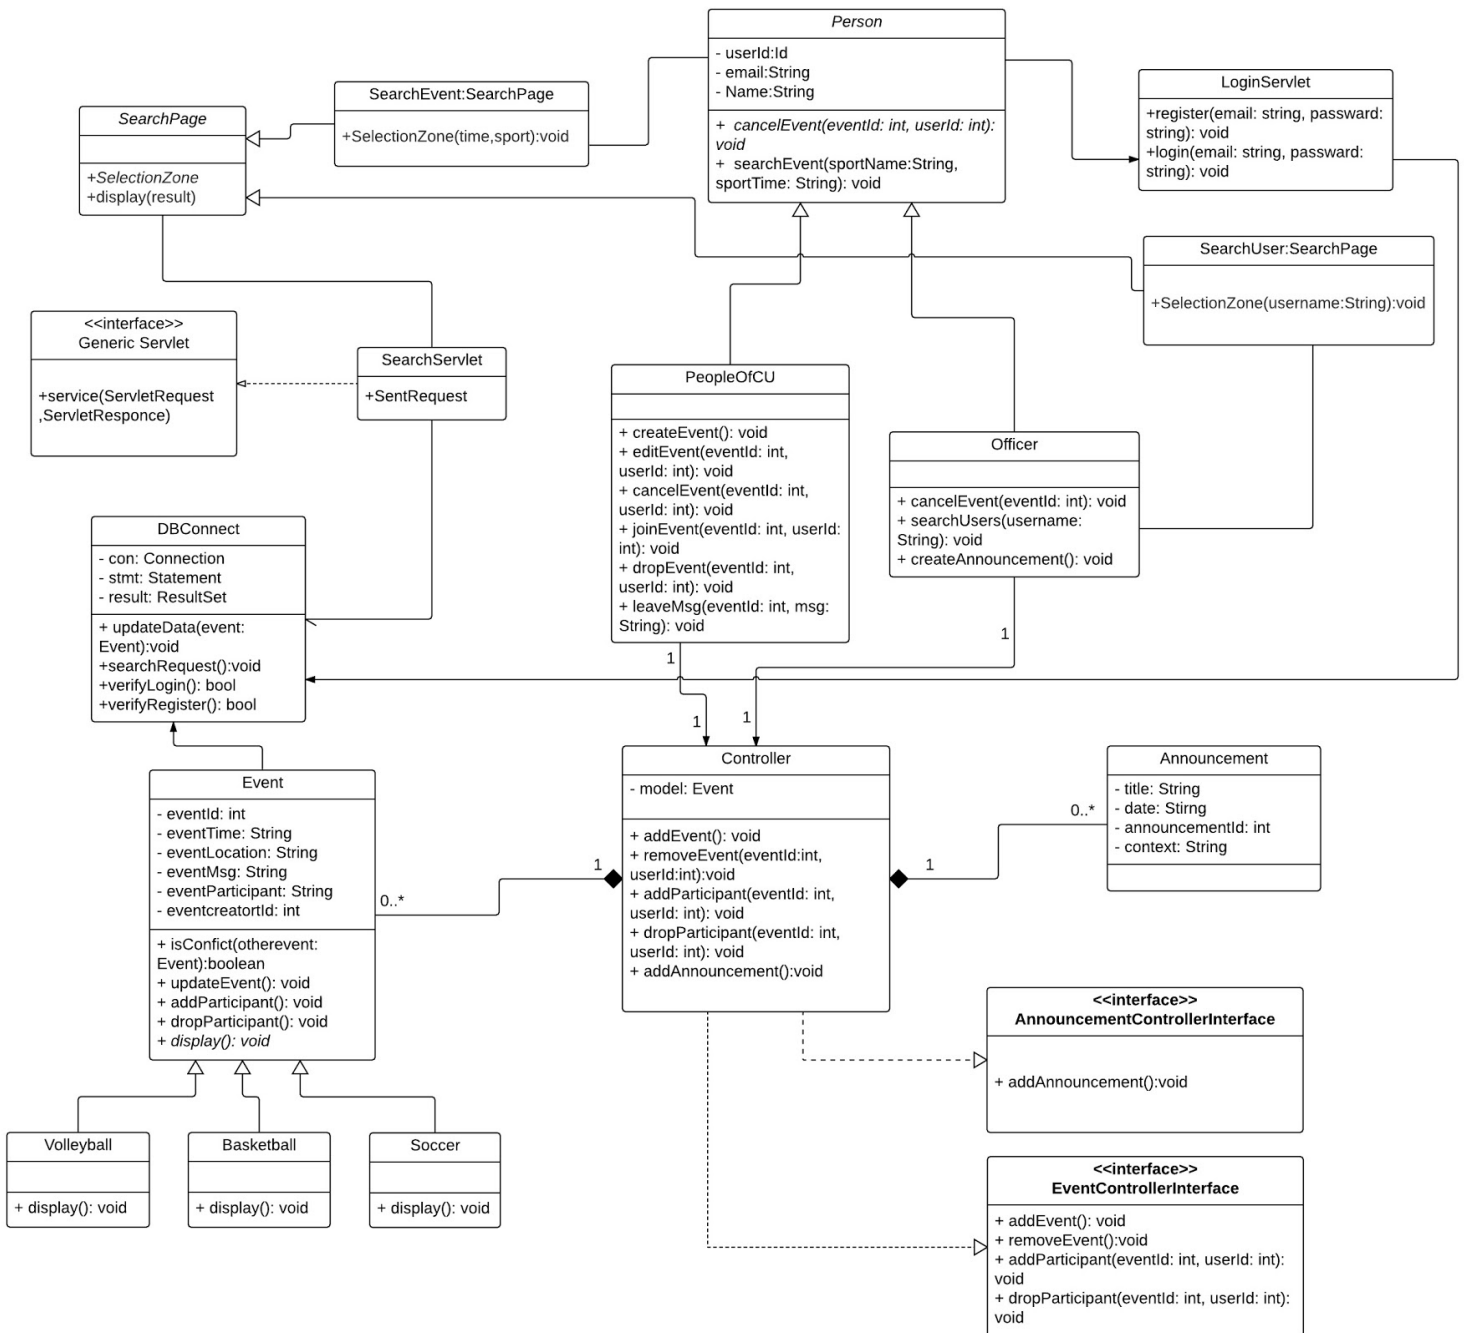 Person
- userId:Id
- email:String
- Name:String
+ cancelEvent(eventId: int, userId: int):
void
+ searchEvent(sportName:String,
sportTime: String): void
LoginServlet
+register(email: string, passward:
string): void
+login(email: string, passward:
string): void
SearchEvent:SearchPage
+SelectionZone(time,sport):void
SearchPage
+SelectionZone
+display(result)
SearchUser:SearchPage
+SelectionZone(username:String):void
<<interface>>
Generic Servlet
+service(ServletRequest
,ServletResponce)
SearchServlet
+SentRequest
PeopleOfCU
+ createEvent(): void
+ editEvent(eventId: int,
userId: int): void
+ cancelEvent(eventId: int,
userId: int): void
+ joinEvent(eventId: int, userId:
int): void
+ dropEvent(eventId: int,
userId: int): void
+ leaveMsg(eventId: int, msg:
String): void
Officer
+ cancelEvent(eventId: int): void
+ searchUsers(username:
String): void
+ createAnnouncement(): void
DBConnect
- con: Connection
- stmt: Statement
- result: ResultSet
+ updateData(event:
Event):void
+searchRequest():void
+verifyLogin(): bool
+verifyRegister(): bool
1
1
1
1
Event
- eventId: int
- eventTime: String
- eventLocation: String
- eventMsg: String
- eventParticipant: String
- eventcreatortId: int
+ isConfict(otherevent:
Event):boolean
+ updateEvent(): void
+ addParticipant(): void
+ dropParticipant(): void
+ display(): void
0..*
1
Controller
- model: Event
+ addEvent(): void
+ removeEvent(eventId:int,
userId:int):void
+ addParticipant(eventId: int,
userId: int): void
+ dropParticipant(eventId: int,
userId: int): void
+ addAnnouncement():void
1
0..*
Announcement
- title: String
- date: Stirng
- announcementId: int
- context: String
<<interface>>
AnnouncementControllerInterface
+ addAnnouncement():void
Volleyball
+ display(): void
Basketball
+ display(): void
Soccer
+ display(): void
<<interface>>
EventControllerInterface
+ addEvent(): void
+ removeEvent():void
+ addParticipant(eventId: int, userId: int):
void
+ dropParticipant(eventId: int, userId: int):
void